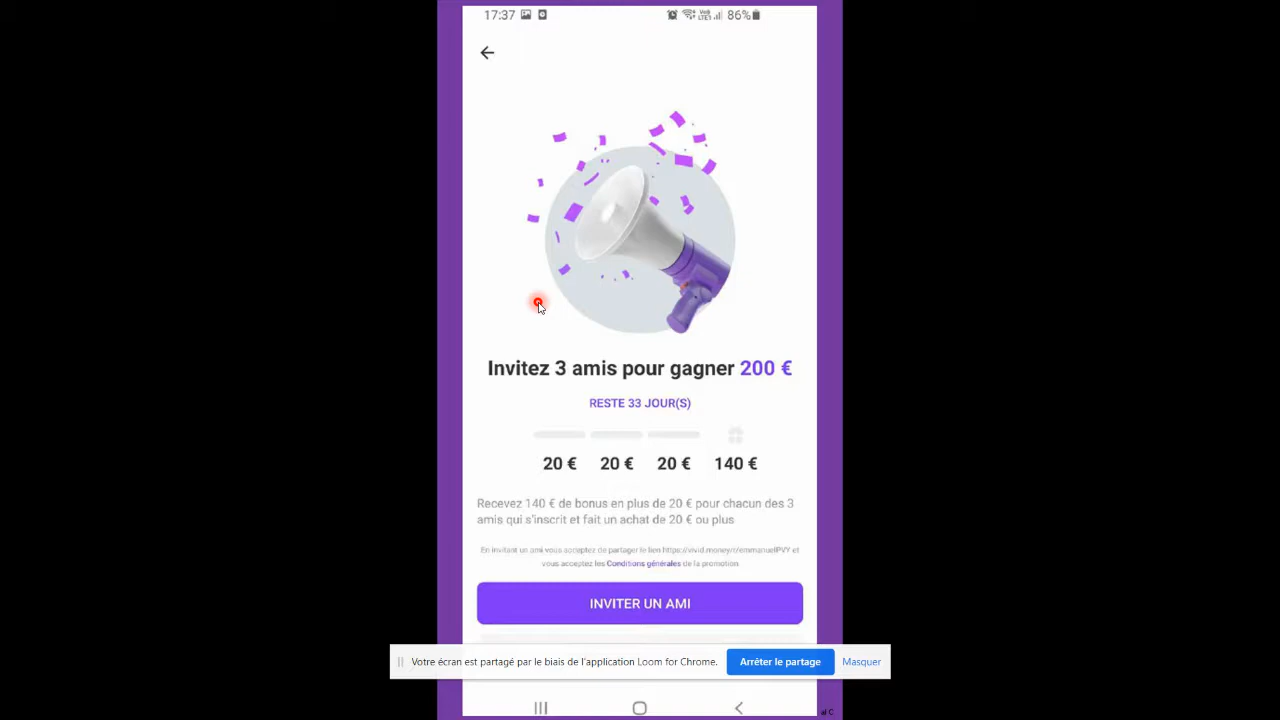 17:37 86%
Invitez 3 amis pour gagner 200 €
RESTE 33 JOUR(S)
20 € 20 € 20 € 140 €
Recevez 140 € de bonus en plus de 20 € pour chacun des 3
amis qui s'inscrit et fait un achat de 20 € ou plus
En invitant un ami vous acceptez de partager le lien https://vivid.money/r/emmanuelPVY et
vous acceptez les Conditions générales de la promotion
INVITER UN AMI
Votre écran est partagé par le biais de l'application Loom for Chrome. Arrêter le partage Masquer